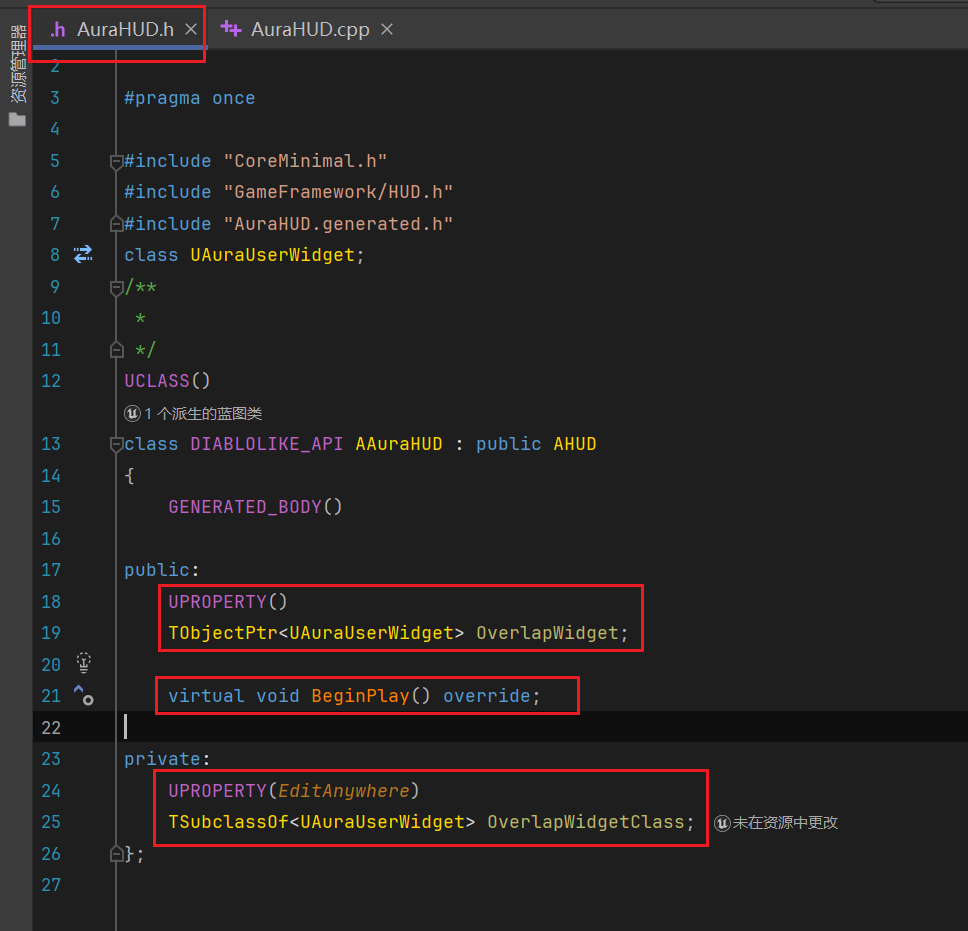 资源管理器
.h AuraHUD.h × ++ AuraHUD.cpp ×
2
3 #pragma once
4
5 #include "CoreMinimal.h"
6 #include "GameFramework/HUD.h"
7 #include "AuraHUD.generated.h"
8 class UAuraUserWidget;
9 /**
10 *
11 */
12 UCLASS()
1 个派生的蓝图类
13 class DIABLOLIKE_API AAuraHUD : public AHUD
14 {
15 GENERATED_BODY()
16
17 public:
18 UPROPERTY()
19 TObjectPtr<UAuraUserWidget> OverlapWidget;
20
21 virtual void BeginPlay() override;
22
23 private:
24 UPROPERTY(EditAnywhere)
25 TSubclassOf<UAuraUserWidget> OverlapWidgetClass; 未在资源中更改
26 };
27